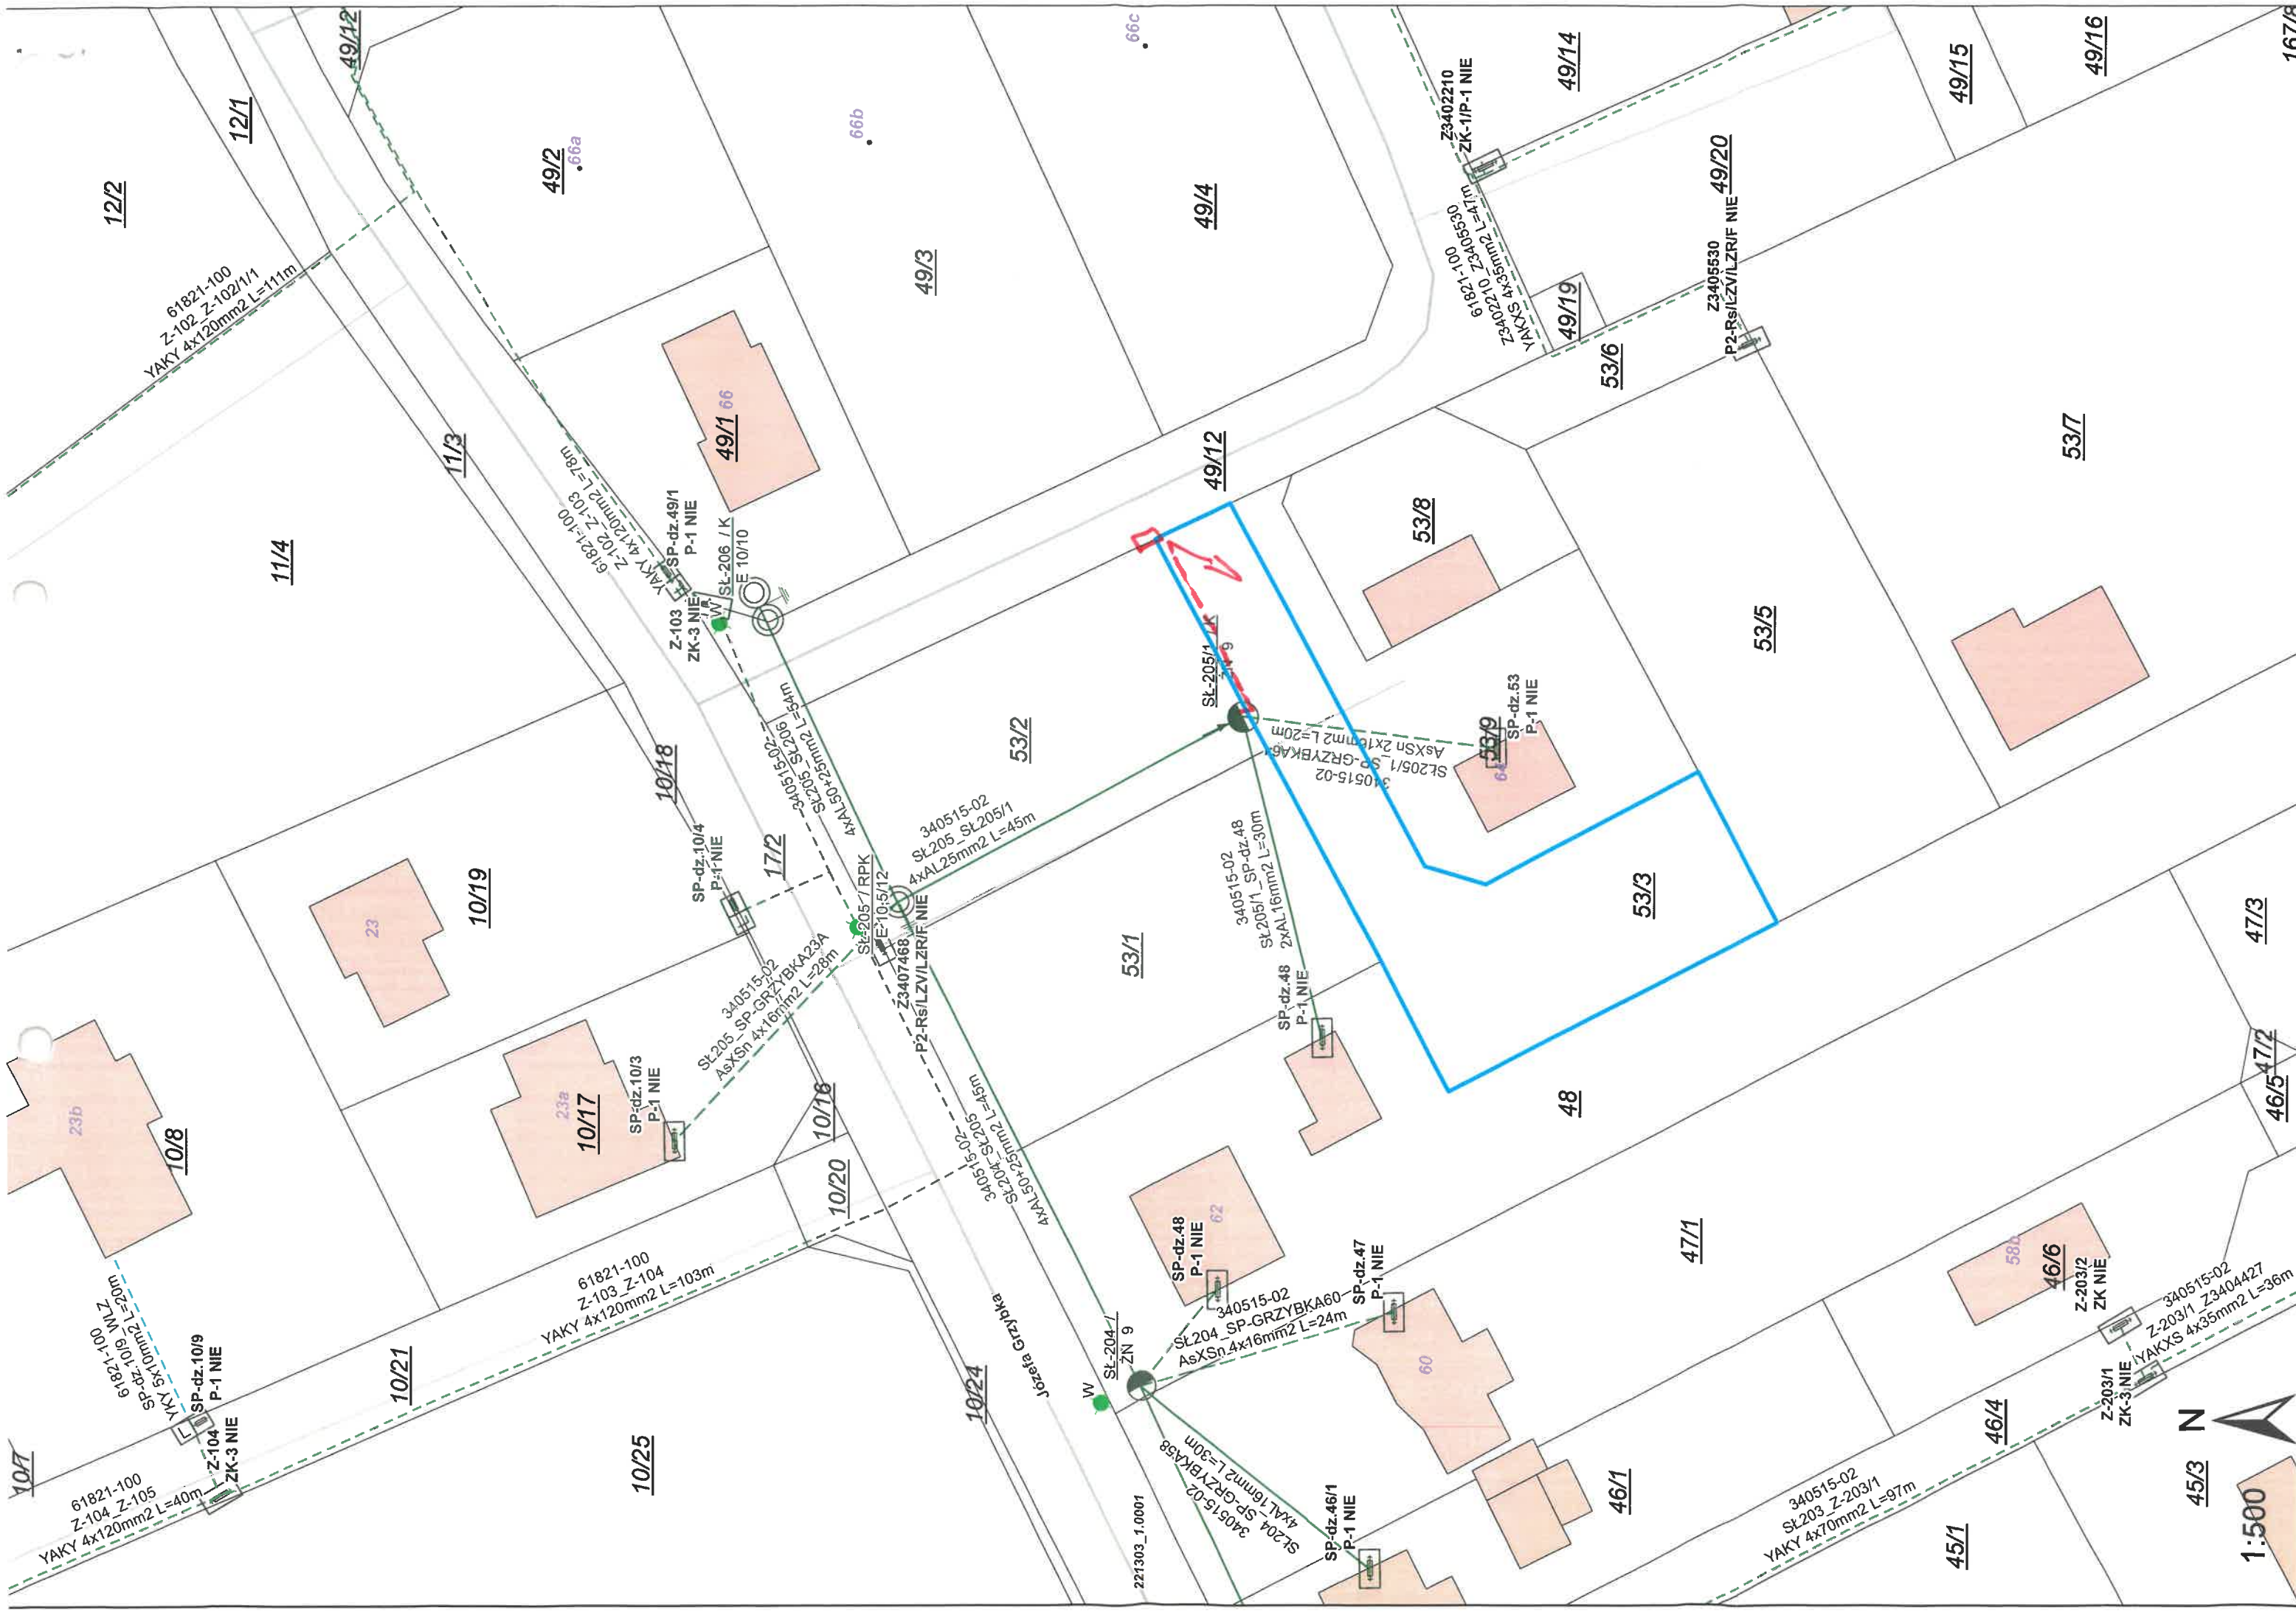 12/2
12/1
49/12
49/2
66a
66b
66c
49/3
49/4
Z3402210
ZK-1/P-1 NIE
49/14
49/15
49/16
167/8
49/20
61821-100
Z-102_Z-102/1/1
YAKY 4x120mm2 L=111m
61821-100
Z3402210_Z3405530
YAKXS 4x35mm2 L=47m
49/19
53/6
Z3405530
P2-Rs/LZV/LZR/F NIE
53/7
11/4
11/3
49/1
66
49/12
61821-100
Z-102_Z-103
YAKY 4x120mm2 L=78m
SP-dz.49/1
P-1 NIE
SŁ-206 / K
E 10/10
Z-103
ZK-3 NIE
W
53/8
53/5
10/18
53/2
SŁ-205/1 / K
ŻN 9
3405515-02
SŁ205_SŁ206
4xAL50+25mm2 L=54m
340515-02
SŁ205/1_SP-GRZYBKA64
AsXSn 2x16mm2 L=20m
53/9
64
SP-dz.53
P-1 NIE
10/19
23
SP-dz.10/4
P-1 NIE
17/2
SŁ-205 / RPK
E-10;5/12
Z3407468
P2-Rs/LZV/LZR/F NIE
340515-02
SŁ205_SŁ205/1
4xAL25mm2 L=45m
53/1
340515-02
SŁ205/1_SP-dz.48
2xAL16mm2 L=30m
SP-dz.48
P-1 NIE
53/3
47/3
23b
10/8
23a
10/17
SP-dz.10/3
P-1 NIE
340515-02
SŁ205_SP-GRZYBKA23A
AsXSn 4x16mm2 L=28m
10/16
10/20
340515-02
SŁ204_SŁ205
4xAL50+25mm2 L=45m
48
47/2
46/5
61821-100
SP-dz.10/9_WLZ
YKY 5x10mm2 L=20m
SP-dz.10/9
P-1 NIE
L
Z-104
ZK-3 NIE
61821-100
Z-103_Z-104
YAKY 4x120mm2 L=103m
10/21
10/24
Józefa Grzybka
62
SP-dz.48
P-1 NIE
SP-dz.47
P-1 NIE
340515-02
SŁ204_SP-GRZYBKA60
AsXSn 4x16mm2 L=24m
SŁ-204 /
ŻN 9
W
60
47/1
58b
46/6
Z-203/2
ZK NIE
340515-02
Z-203/1_Z3404427
YAKXS 4x35mm2 L=36m
Z-203/1
ZK-3 NIE
10/7
61821-100
Z-104_Z-105
YAKY 4x120mm2 L=40m
10/25
221303_1.0001
340515-02
SŁ204_SP-GRZYBKA58
4xAL16mm2 L=30m
SP-dz.46/1
P-1 NIE
46/1
46/4
340515-02
SŁ203_Z-203/1
YAKY 4x70mm2 L=97m
45/1
45/3
N
1:500